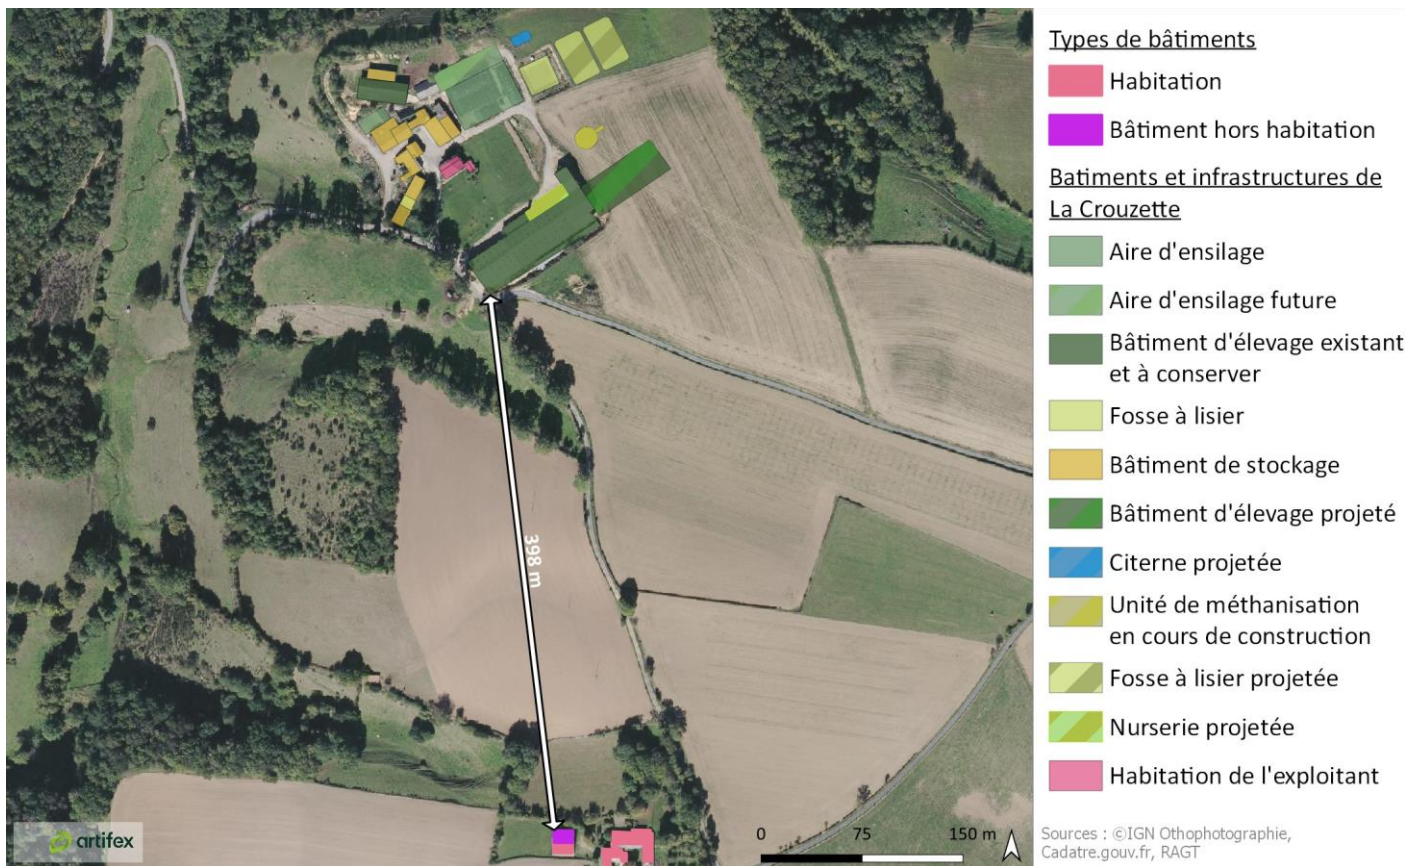 Types de bâtiments
Habitation
Bâtiment hors habitation
Batiments et infrastructures de
La Crouzette
Aire d'ensilage
Aire d'ensilage future
Bâtiment d'élevage existant
et à conserver
Fosse à lisier
Bâtiment de stockage
Bâtiment d'élevage projeté
Citerne projetée
Unité de méthanisation
en cours de construction
Fosse à lisier projetée
Nurserie projetée
Habitation de l'exploitant
398 m
artifex
0 75 150 m
Sources : ©IGN Othophotographie,
Cadatre.gouv.fr, RAGT